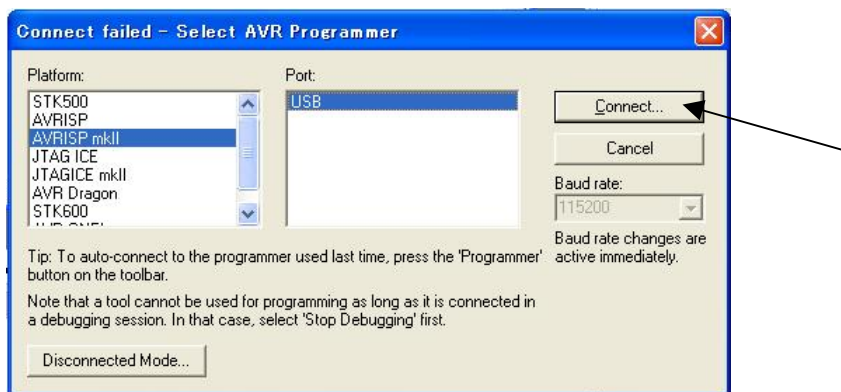 Connect failed - Select AVR Programmer
Platform:
Port:
STK500
AVRISP
AVRISP mkII
JTAG ICE
JTAGICE mkII
AVR Dragon
STK600
USB
Connect...
Cancel
Baud rate:
115200
Baud rate changes are
active immediately.
Tip: To auto-connect to the programmer used last time, press the 'Programmer'
button on the toolbar.
Note that a tool cannot be used for programming as long as it is connected in
a debugging session. In that case, select 'Stop Debugging' first.
Disconnected Mode...